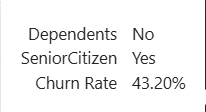 Dependents No
SeniorCitizen Yes
Churn Rate 43.20%